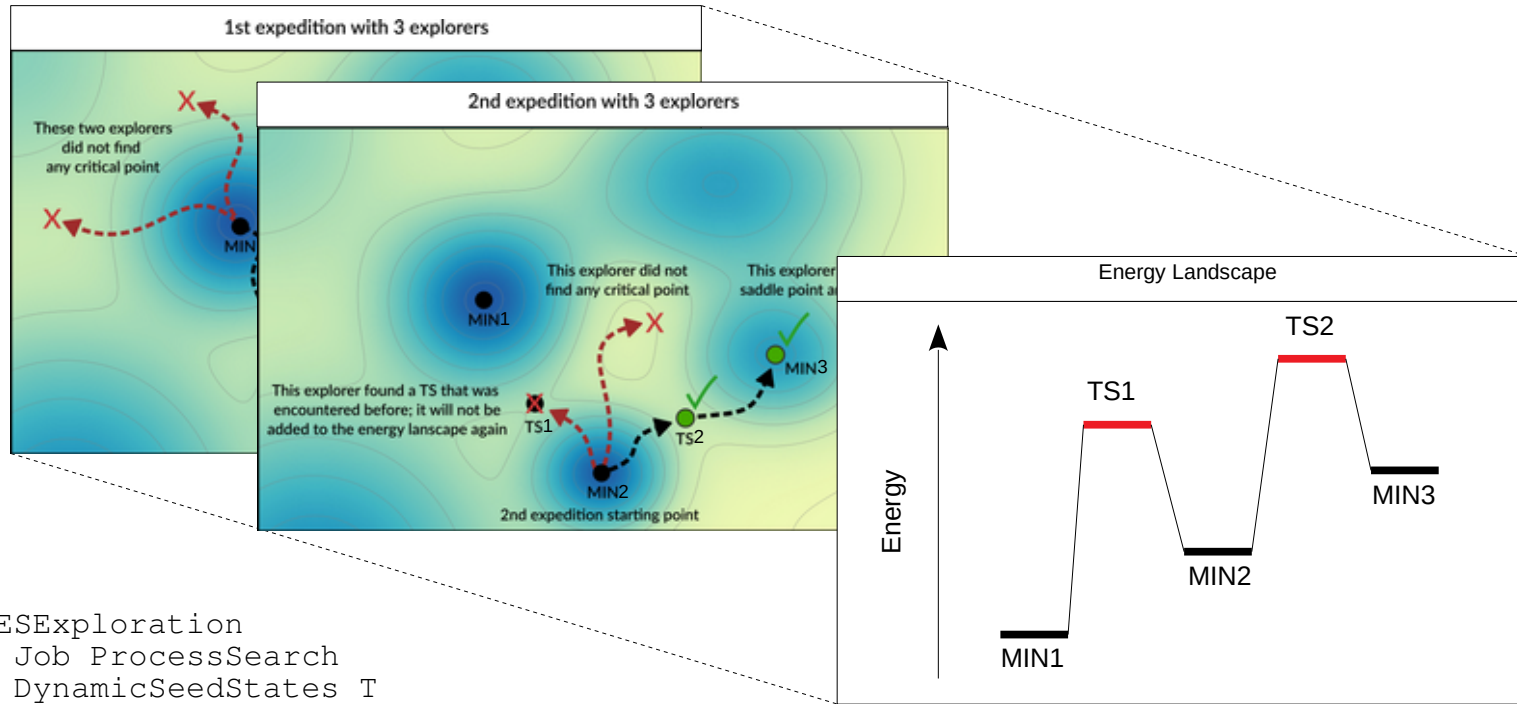 1st expedition with 3 explorers
These two explorers
did not find
any critical point
X
X
MIN
2nd expedition with 3 explorers
MIN1
This explorer did not
find any critical point
X
This explorer
saddle point a
MIN3
This explorer found a TS that was
encountered before; it will not be
added to the energy lanscape again
TS1
TS2
MIN2
2nd expedition starting point
Energy Landscape
Energy
TS1
TS2
MIN1
MIN2
MIN3
ESExploration
Job ProcessSearch
DynamicSeedStates T